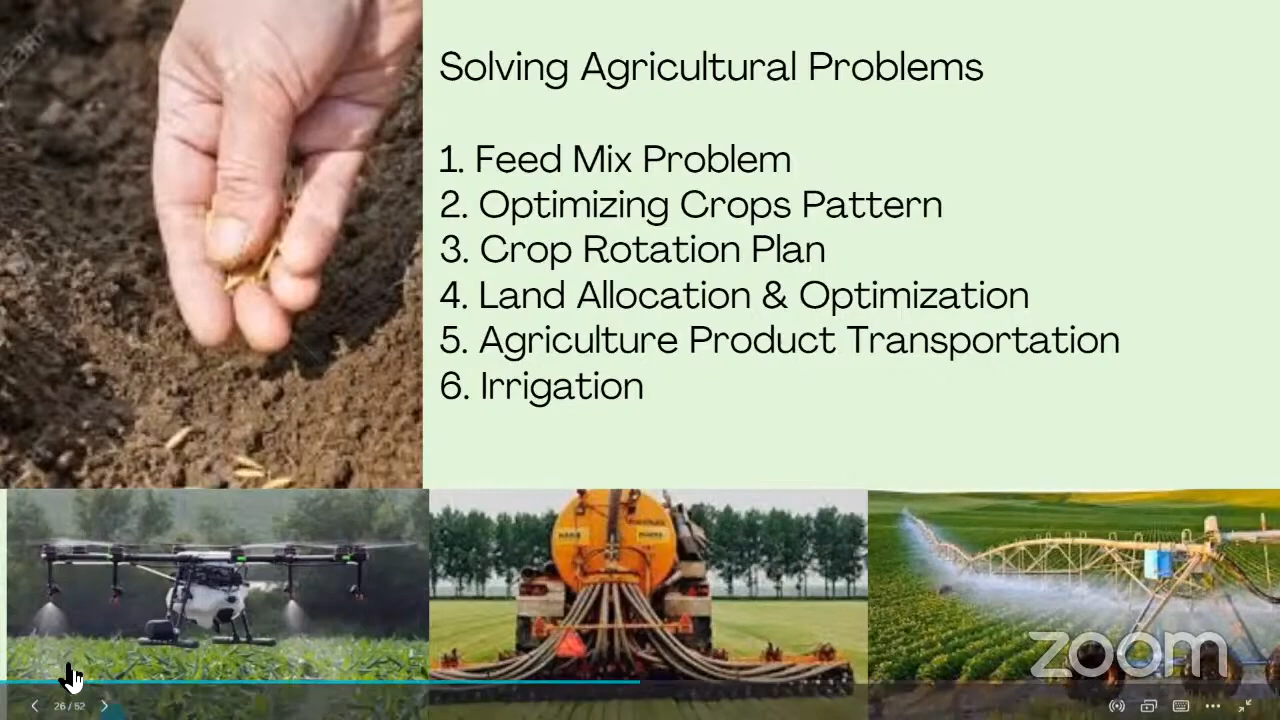 Solving Agricultural Problems
1. Feed Mix Problem
2. Optimizing Crops Pattern
3. Crop Rotation Plan
4. Land Allocation & Optimization
5. Agriculture Product Transportation
6. Irrigation
zoom
26 / 52